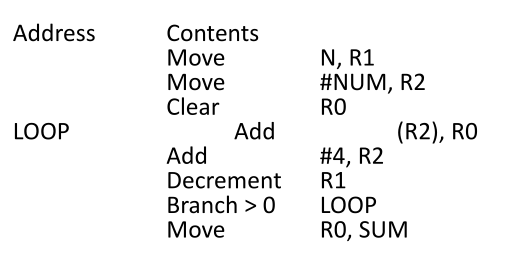 Address Contents
Move N, R1
Move #NUM, R2
Clear R0
LOOP Add (R2), R0
Add #4, R2
Decrement R1
Branch > 0 LOOP
Move R0, SUM